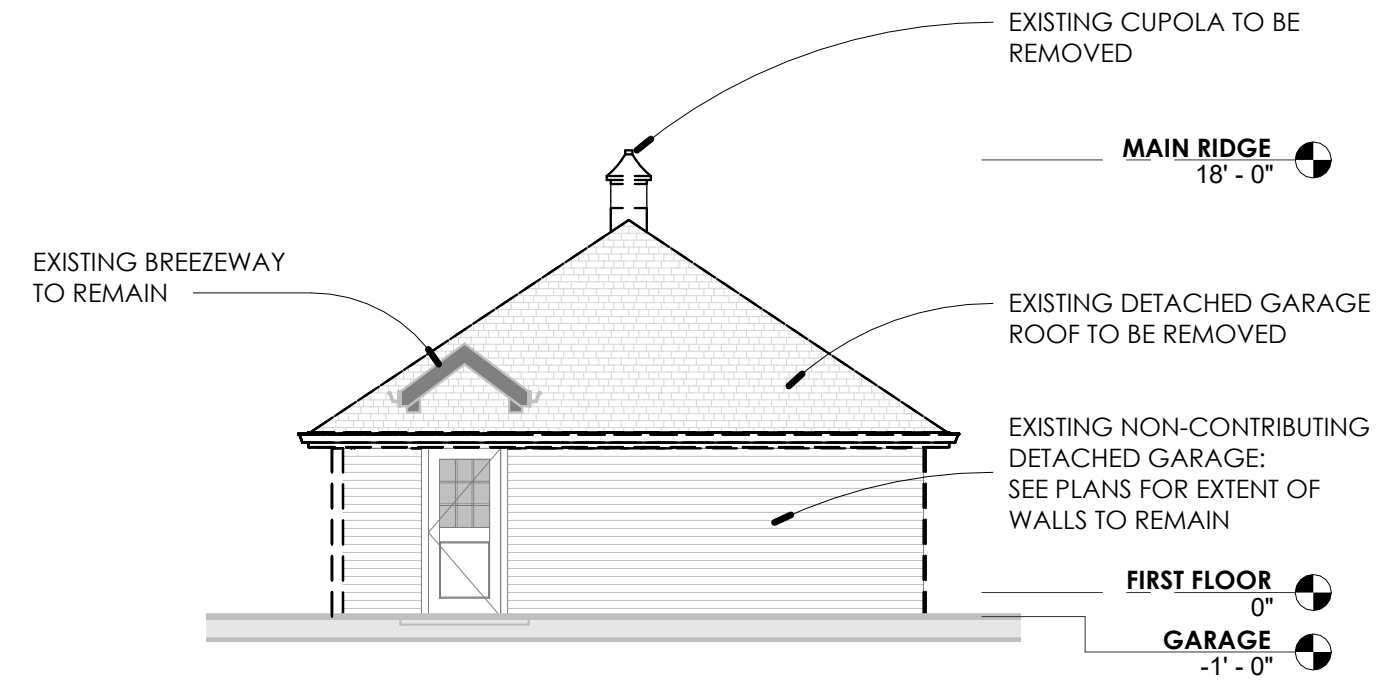 EXISTING CUPOLA TO BE
REMOVED
MAIN RIDGE
18' - 0"
EXISTING BREEZEWAY
TO REMAIN
EXISTING DETACHED GARAGE
ROOF TO BE REMOVED
EXISTING NON-CONTRIBUTING
DETACHED GARAGE:
SEE PLANS FOR EXTENT OF
WALLS TO REMAIN
FIRST FLOOR
0"
GARAGE
-1' - 0"